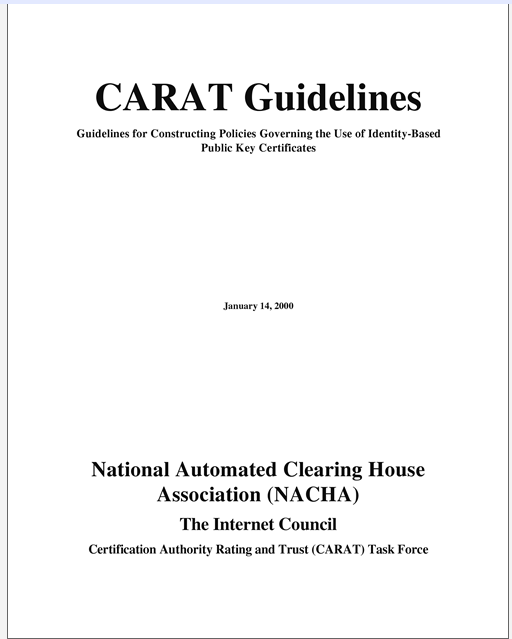 CARAT Guidelines
Guidelines for Constructing Policies Governing the Use of Identity-Based
Public Key Certificates
January 14, 2000
National Automated Clearing House
Association (NACHA)
The Internet Council
Certification Authority Rating and Trust (CARAT) Task Force